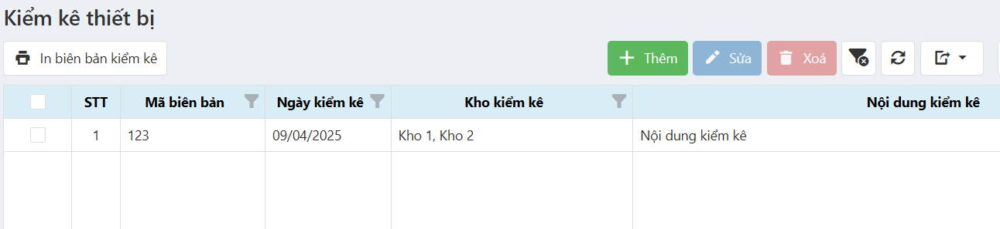 Kiểm kê thiết bị
In biên bản kiểm kê Thêm Sửa Xoá
STT Mã biên bản Ngày kiểm kê Kho kiểm kê Nội dung kiểm kê
1 123 09/04/2025 Kho 1, Kho 2 Nội dung kiểm kê